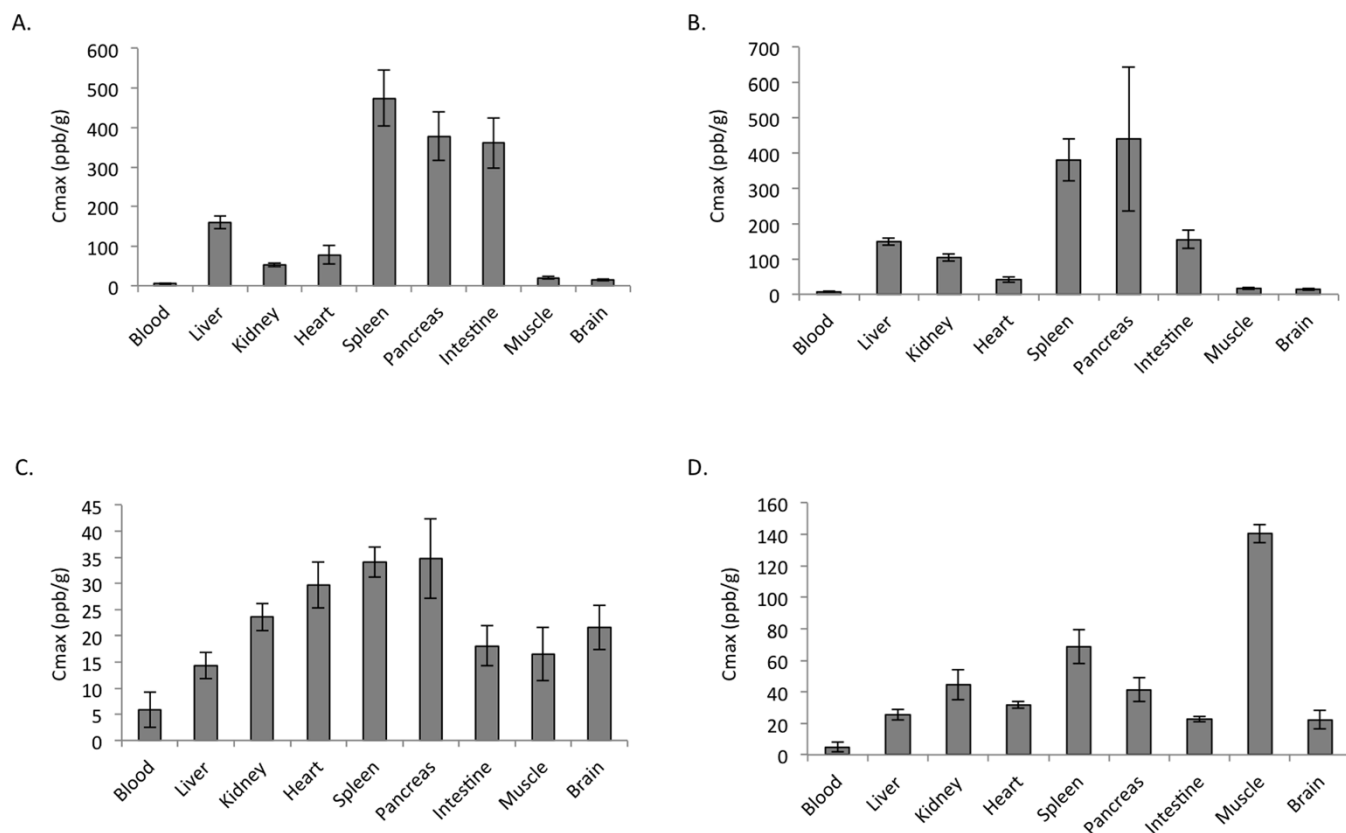 A.
600
500
400
300
200
100
0
Cmax (ppb/g)
Blood
Liver
Kidney
Heart
Spleen
Pancreas
Intestine
Muscle
Brain
B.
700
600
500
400
300
200
100
0
Cmax (ppb/g)
Blood
Liver
Kidney
Heart
Spleen
Pancreas
Intestine
Muscle
Brain
C.
45
40
35
30
25
20
15
10
5
0
Cmax (ppb/g)
Blood
Liver
Kidney
Heart
Spleen
Pancreas
Intestine
Muscle
Brain
D.
160
140
120
100
80
60
40
20
0
Cmax (ppb/g)
Blood
Liver
Kidney
Heart
Spleen
Pancreas
Intestine
Muscle
Brain